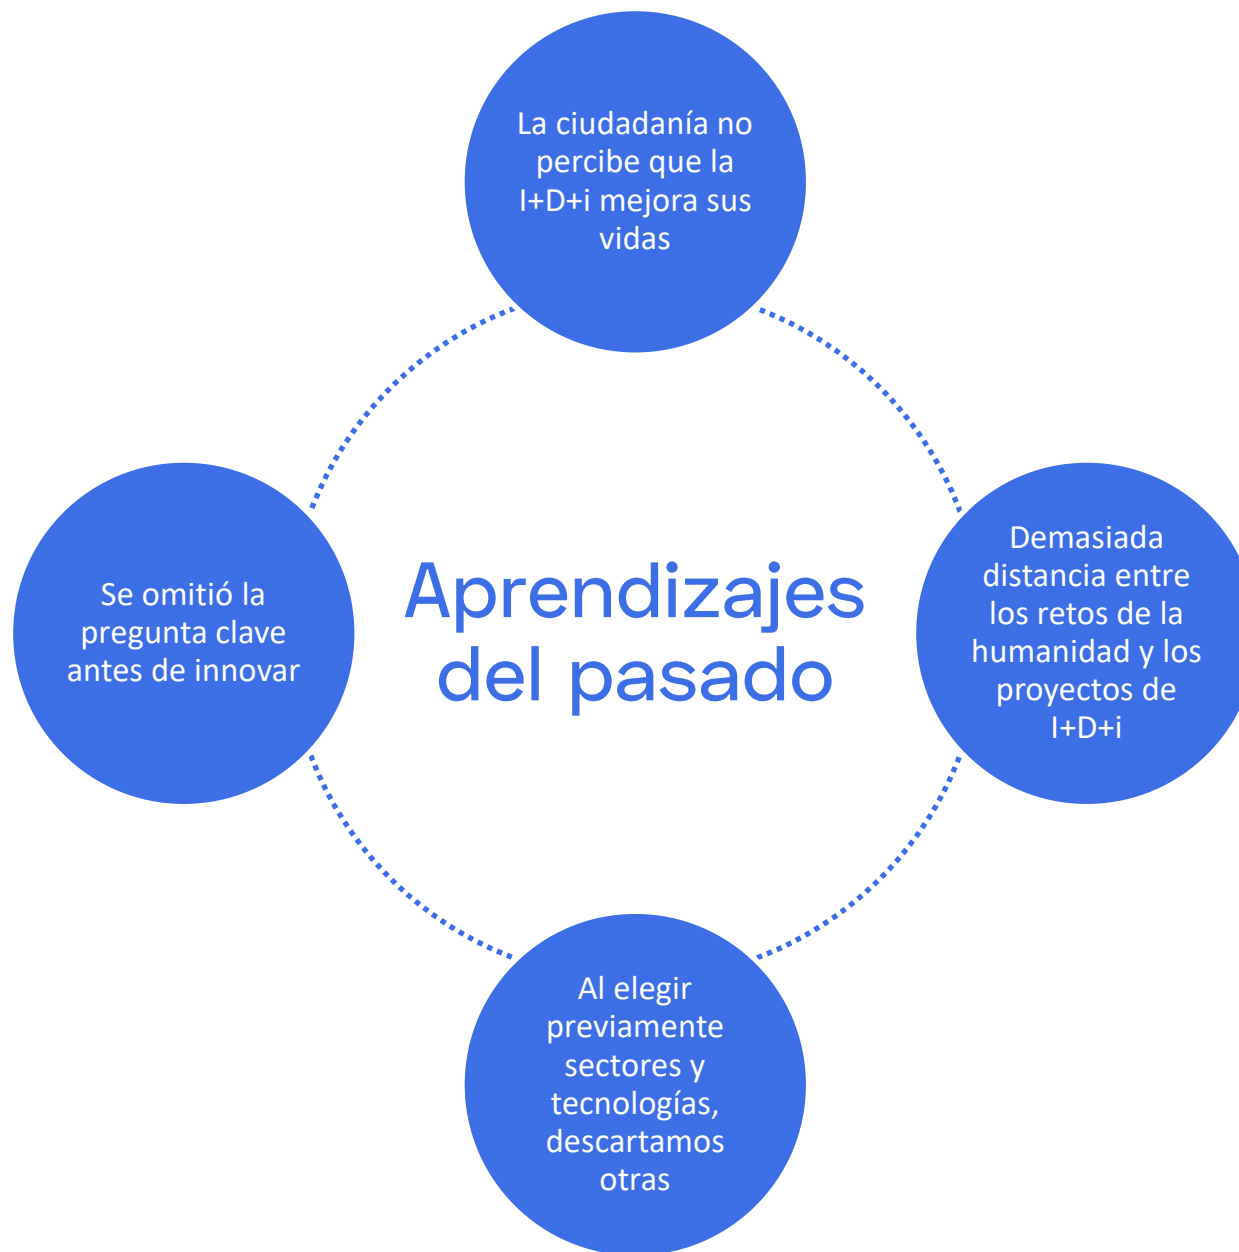 La ciudadanía no
percibe que la
I+D+i mejora sus
vidas
Demasiada
distancia entre
los retos de la
humanidad y los
proyectos de
I+D+i
Al elegir
previamente
sectores y
tecnologías,
descartamos
otras
Se omitió la
pregunta clave
antes de innovar
Aprendizajes
del pasado